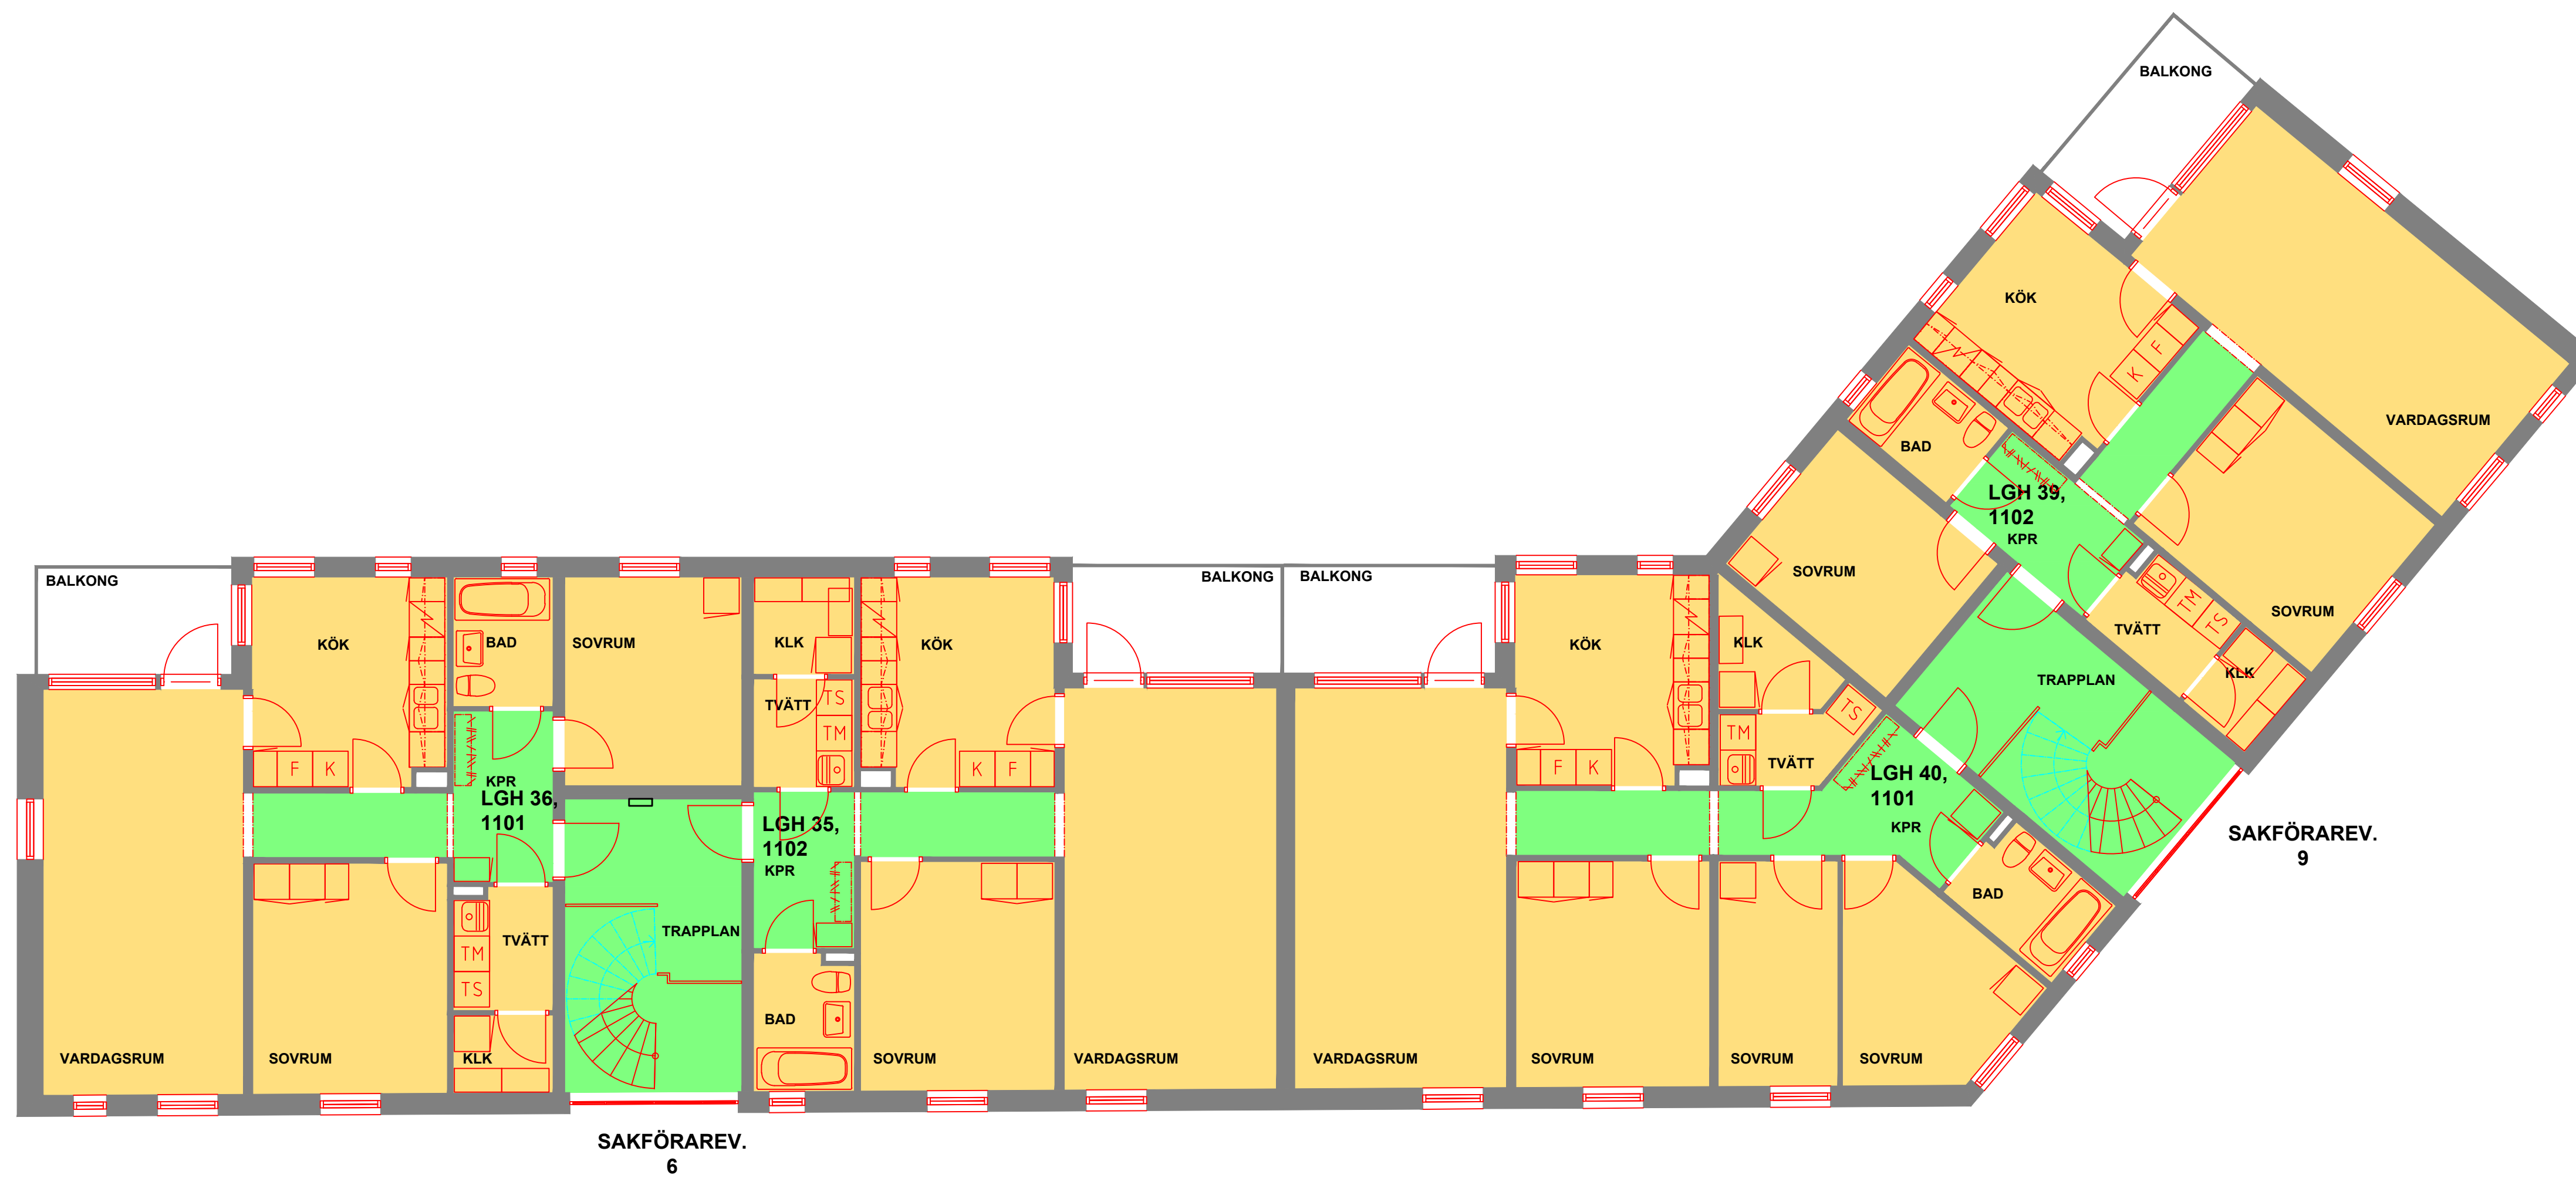 BALKONG
BALKONG
BALKONG
BALKONG
KÖK
F
K
VARDAGSRUM
BAD
LGH 39,
1102
KPR
SOVRUM
SOVRUM
TM
TS
TVÄTT
KLK
TRAPPLAN
KÖK
BAD
SOVRUM
KLK
KÖK
KÖK
KLK
TVÄTT
TS
TM
F
K
K
F
F
K
TM
TS
TVÄTT
KPR
LGH 36,
1101
LGH 35,
1102
KPR
LGH 40,
1101
KPR
SAKFÖRAREV.
9
BAD
TVÄTT
TM
TS
TRAPPLAN
BAD
VARDAGSRUM
SOVRUM
KLK
SOVRUM
VARDAGSRUM
VARDAGSRUM
SOVRUM
SOVRUM
SOVRUM
SAKFÖRAREV.
6